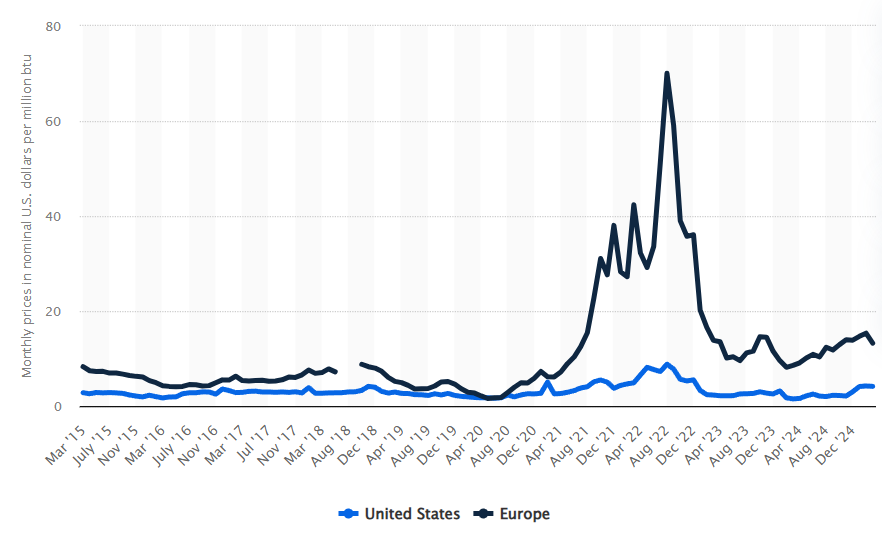 Monthly prices in nominal U.S. dollars per million btu
80
60
40
20
0
Mar '15
July '15
Nov '15
Mar '16
July '16
Nov '16
Mar '17
Jul '17
Nov '17
Mar '18
Aug '18
Dec '18
Apr '19
Aug '19
Dec '19
Apr '20
Aug '20
Dec '20
Apr '21
Aug '21
Dec '21
Apr '22
Aug '22
Dec '22
Apr '23
Aug '23
Dec '23
Apr '24
Aug '24
Dec '24
United States
Europe